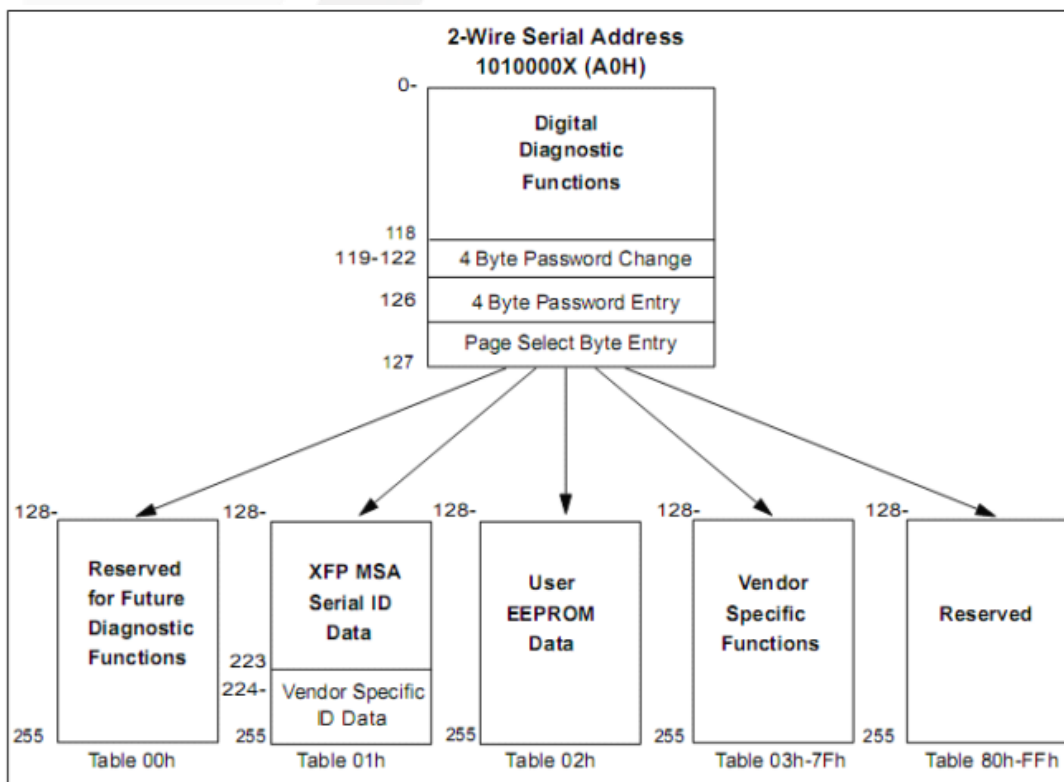 2-Wire Serial Address
1010000X (A0H)
0-
Digital
Diagnostic
Functions
118
119-122
4 Byte Password Change
126
4 Byte Password Entry
Page Select Byte Entry
127
128-
128-
128-
128-
128-
Reserved
for Future
Diagnostic
Functions
255
Table 00h
XFP MSA
Serial ID
Data
223
224-
Vendor Specific
ID Data
255
Table 01h
User
EEPROM
Data
255
Table 02h
Vendor
Specific
Functions
255
Table 03h-7Fh
Reserved
255
Table 80h-FFh